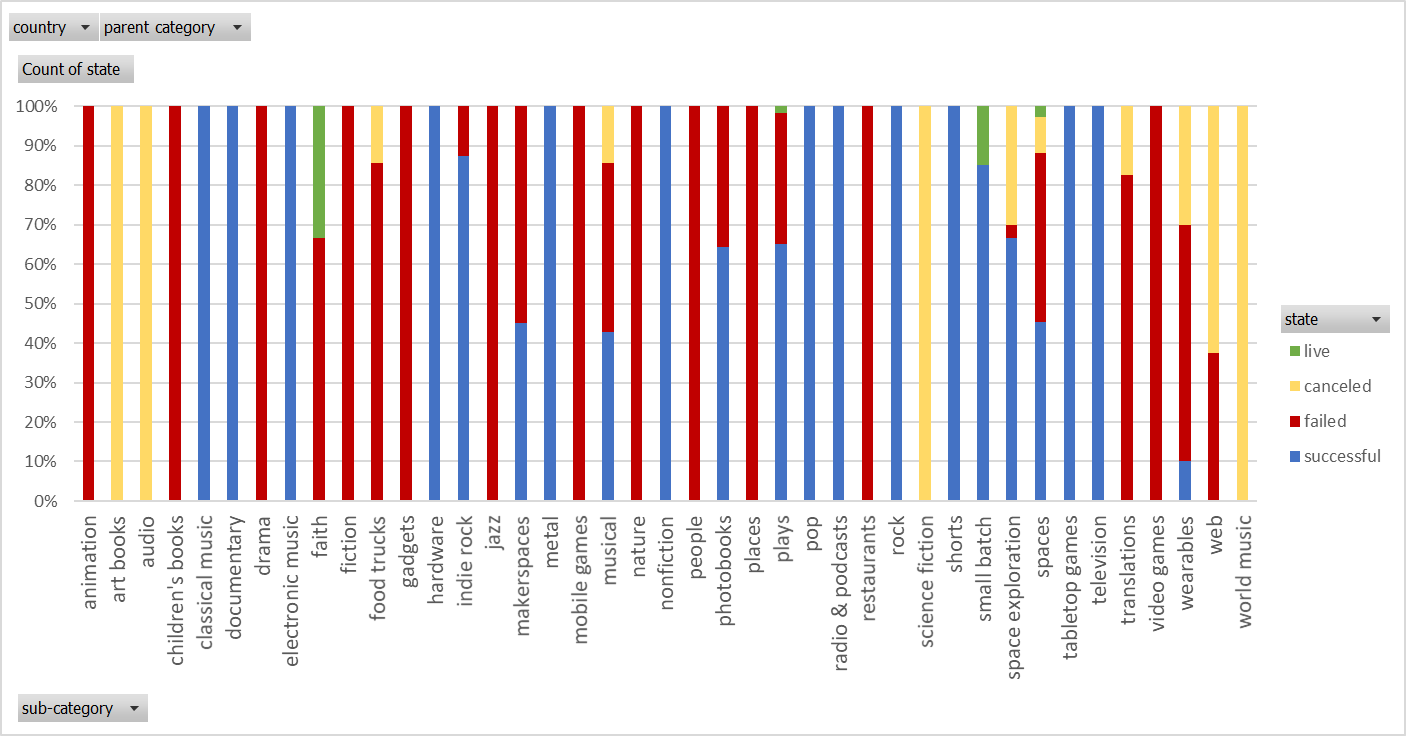 country parent category
Count of state
100%
90%
80%
70%
60%
50%
40%
30%
20%
10%
0%
animation
art books
audio
children's books
classical music
documentary
drama
electronic music
faith
fiction
food trucks
gadgets
hardware
indie rock
jazz
makerspaces
metal
mobile games
musical
nature
nonfiction
people
photobooks
places
plays
pop
radio & podcasts
restaurants
rock
science fiction
shorts
small batch
space exploration
spaces
tabletop games
television
translations
video games
wearables
web
world music
state
live
canceled
failed
successful
sub-category